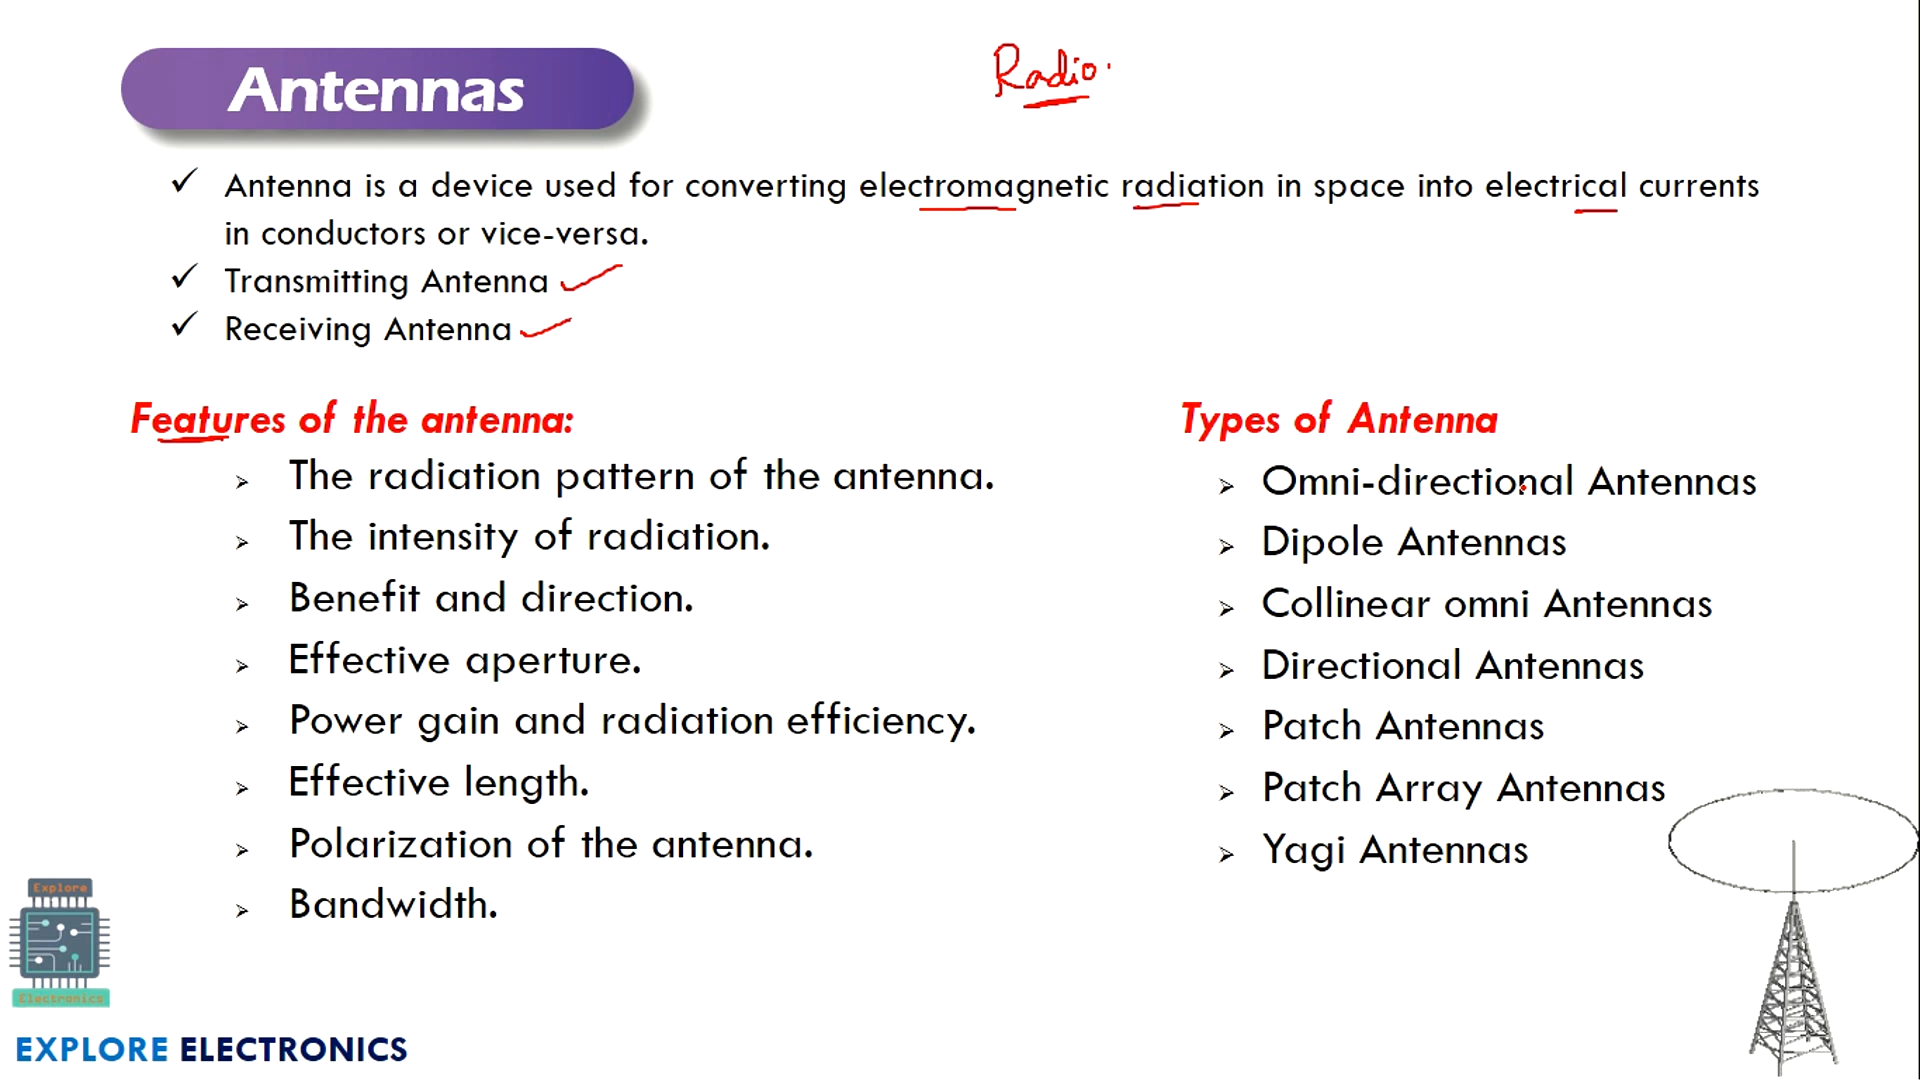 Antennas
Radio
Antenna is a device used for converting electromagnetic radiation in space into electrical currents
in conductors or vice-versa.
Transmitting Antenna
Receiving Antenna
Features of the antenna:
The radiation pattern of the antenna.
The intensity of radiation.
Benefit and direction.
Effective aperture.
Power gain and radiation efficiency.
Effective length.
Polarization of the antenna.
Bandwidth.
Types of Antenna
Omni-directional Antennas
Dipole Antennas
Collinear omni Antennas
Directional Antennas
Patch Antennas
Patch Array Antennas
Yagi Antennas
Explore
Electronics
EXPLORE ELECTRONICS